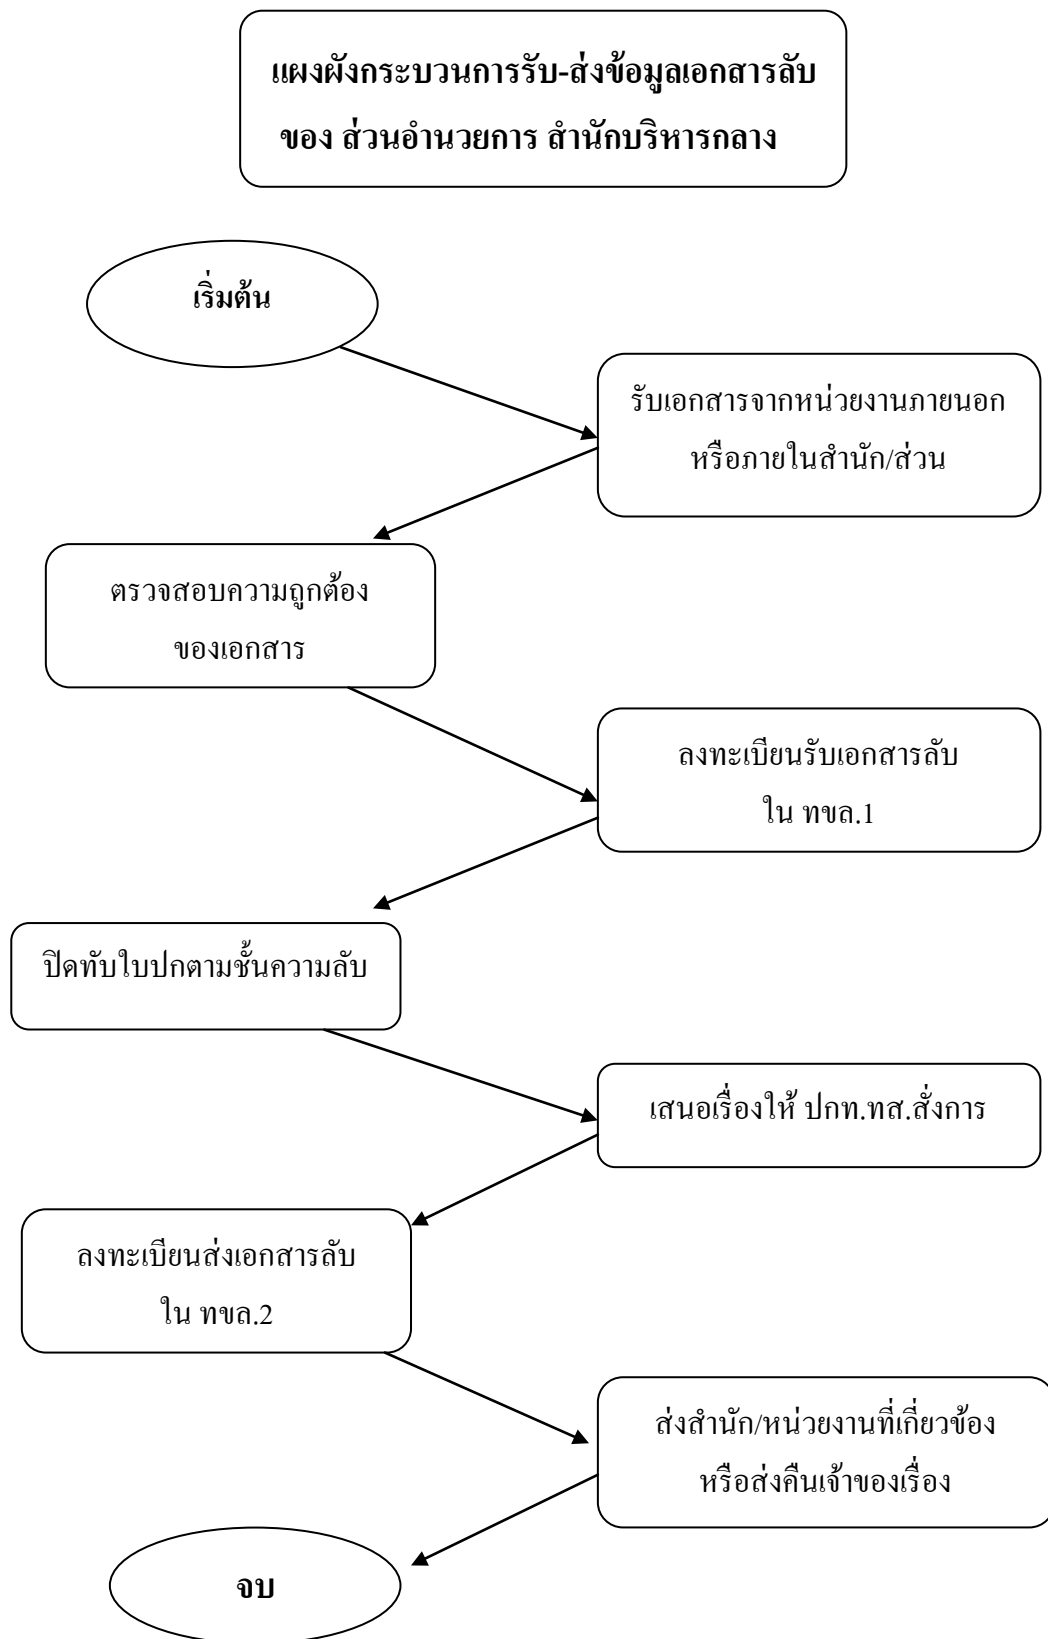 แผงผังกระบวนการรับ-ส่งข้อมูลเอกสารลับ
ของ ส่วนอำนวยการ สำนักบริหารกลาง
เริ่มต้น
รับเอกสารจากหน่วยงานภายนอก
หรือภายในสำนัก/ส่วน
ตรวจสอบความถูกต้อง
ของเอกสาร
ลงทะเบียนรับเอกสารลับ
ใน ทขล.1
ปิดทับใบปกตามชั้นความลับ
เสนอเรื่องให้ ปกท.ทส.สั่งการ
ลงทะเบียนส่งเอกสารลับ
ใน ทขล.2
ส่งสำนัก/หน่วยงานที่เกี่ยวข้อง
หรือส่งคืนเจ้าของเรื่อง
จบ